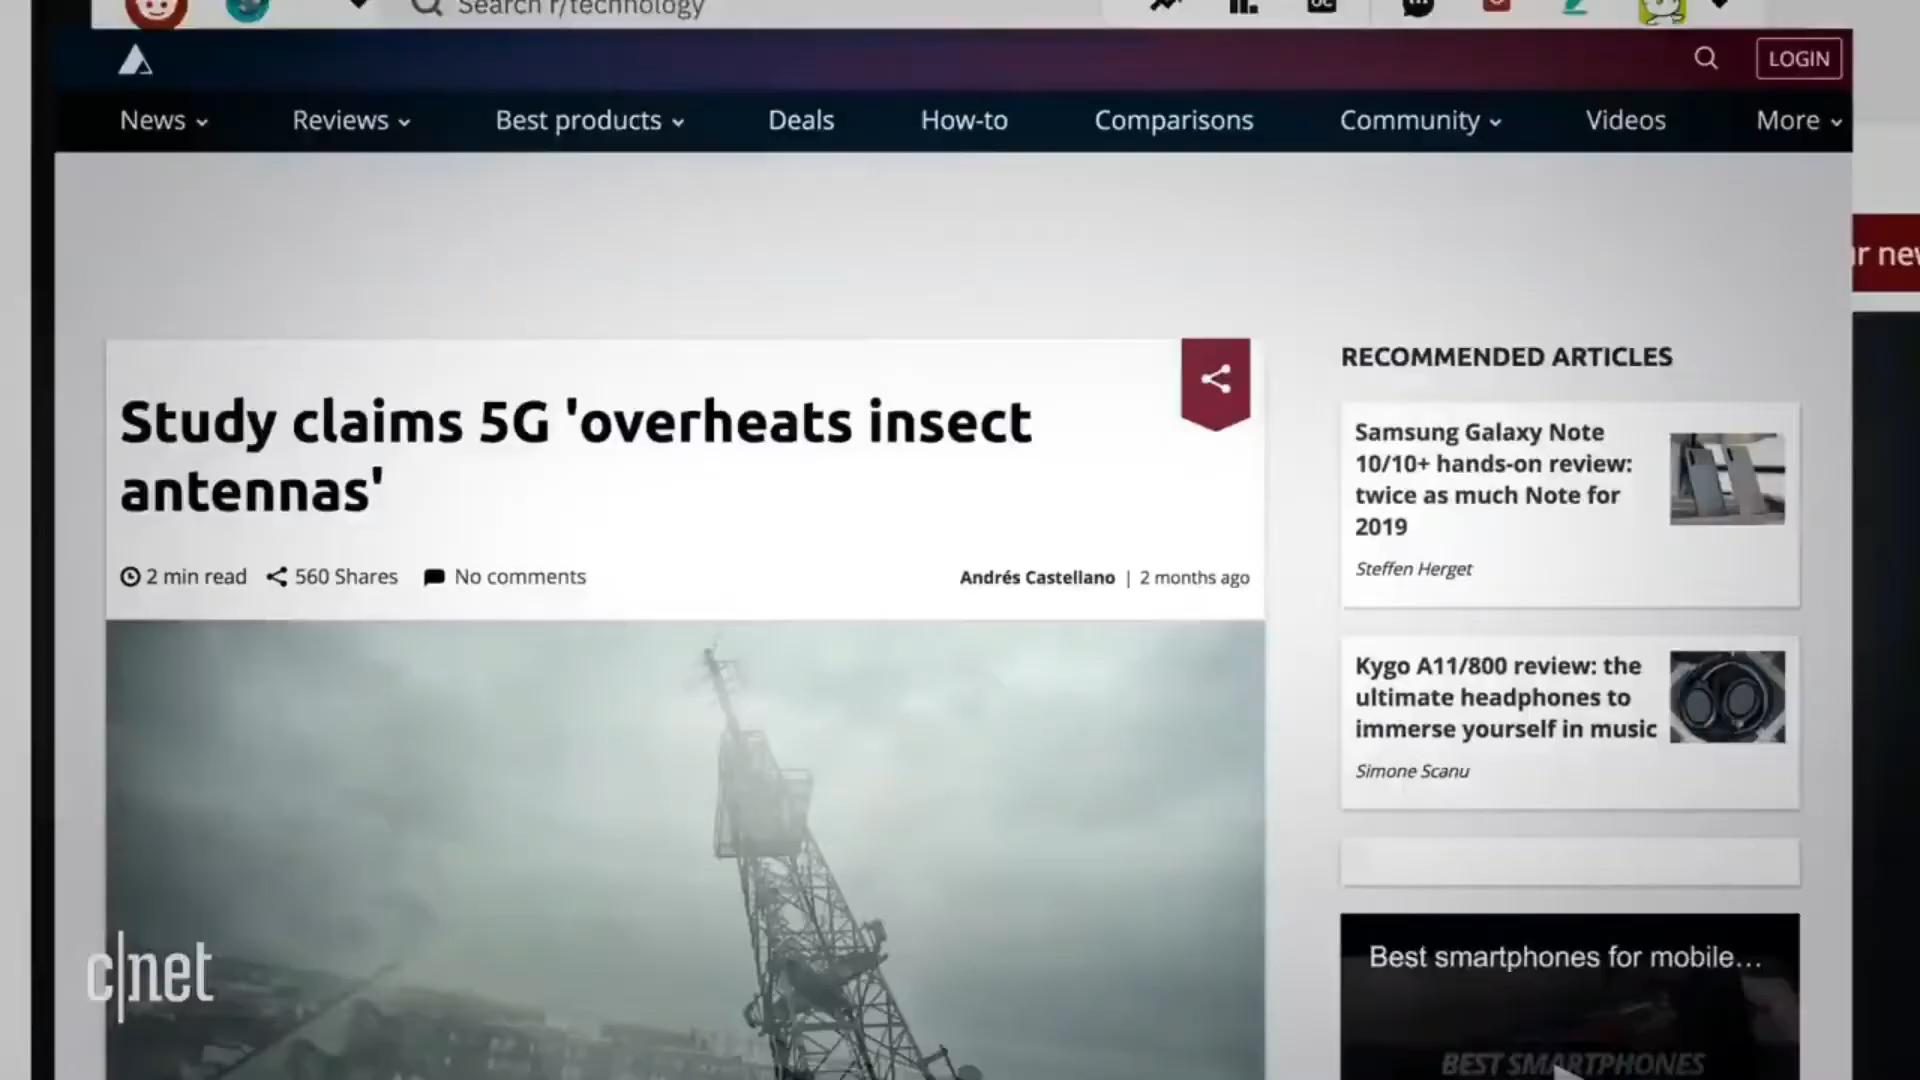 Search r/technology
LOGIN
News
Reviews
Best products
Deals
How-to
Comparisons
Community
Videos
More
Study claims 5G 'overheats insect
antennas'
2 min read
560 Shares
No comments
Andrés Castellano | 2 months ago
RECOMMENDED ARTICLES
Samsung Galaxy Note
10/10+ hands-on review:
twice as much Note for
2019
Steffen Herget
Kygo A11/800 review: the
ultimate headphones to
immerse yourself in music
Simone Scanu
Best smartphones for mobile…
BEST SMARTPHONES
c|net